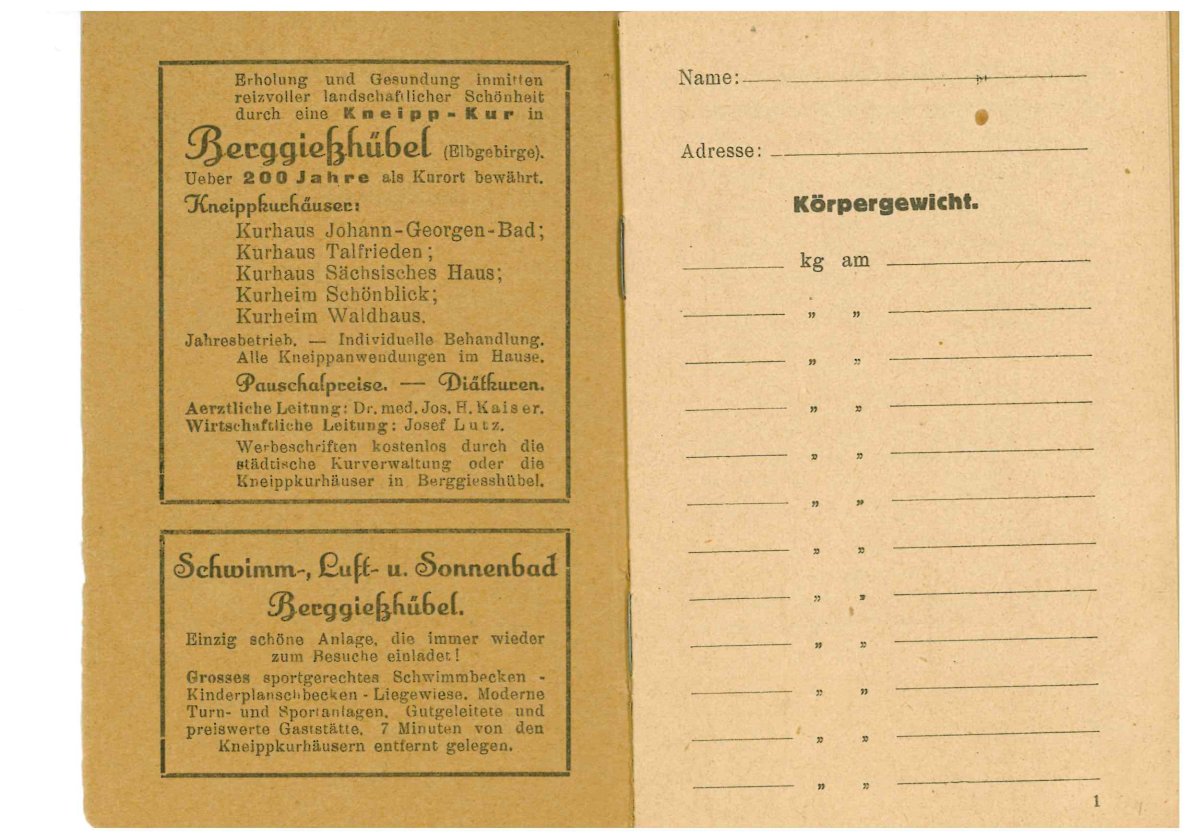 Erholung und Gesundung inmitten
reizvoller landschaftlicher Schönheit
durch eine Kneipp-Kur in
Berggießhübel (Elbgebirge).
Ueber 200 Jahre als Kurort bewährt.
Kneippkurhäuser:
Kurhaus Johann-Georgen-Bad;
Kurhaus Talfrieden;
Kurhaus Sächsisches Haus;
Kurheim Schönblick;
Kurheim Waldhaus.
Jahresbetrieb. — Individuelle Behandlung.
Alle Kneippanwendungen im Hause.
Pauschalpreise. — Diätkuren.
Aerztliche Leitung: Dr. med. Jos. H. Kaiser.
Wirtschaftliche Leitung: Josef Lutz.
Werbeschriften kostenlos durch die
städtische Kurverwaltung oder die
Kneippkurhäuser in Berggiesshübel.
Schwimm-, Luft- u. Sonnenbad
Berggießhübel.
Einzig schöne Anlage, die immer wieder
zum Besuche einladet!
Grosses sportgerechtes Schwimmbecken -
Kinderplanschbecken - Liegewiese. Moderne
Turn- und Sportanlagen. Gutgeleitete und
preiswerte Gaststätte. 7 Minuten von den
Kneippkurhäusern entfernt gelegen.
Name:
Adresse:
Körpergewicht.
kg am
" "
" "
" "
" "
" "
" "
" "
" "
" "
" "
" "
1